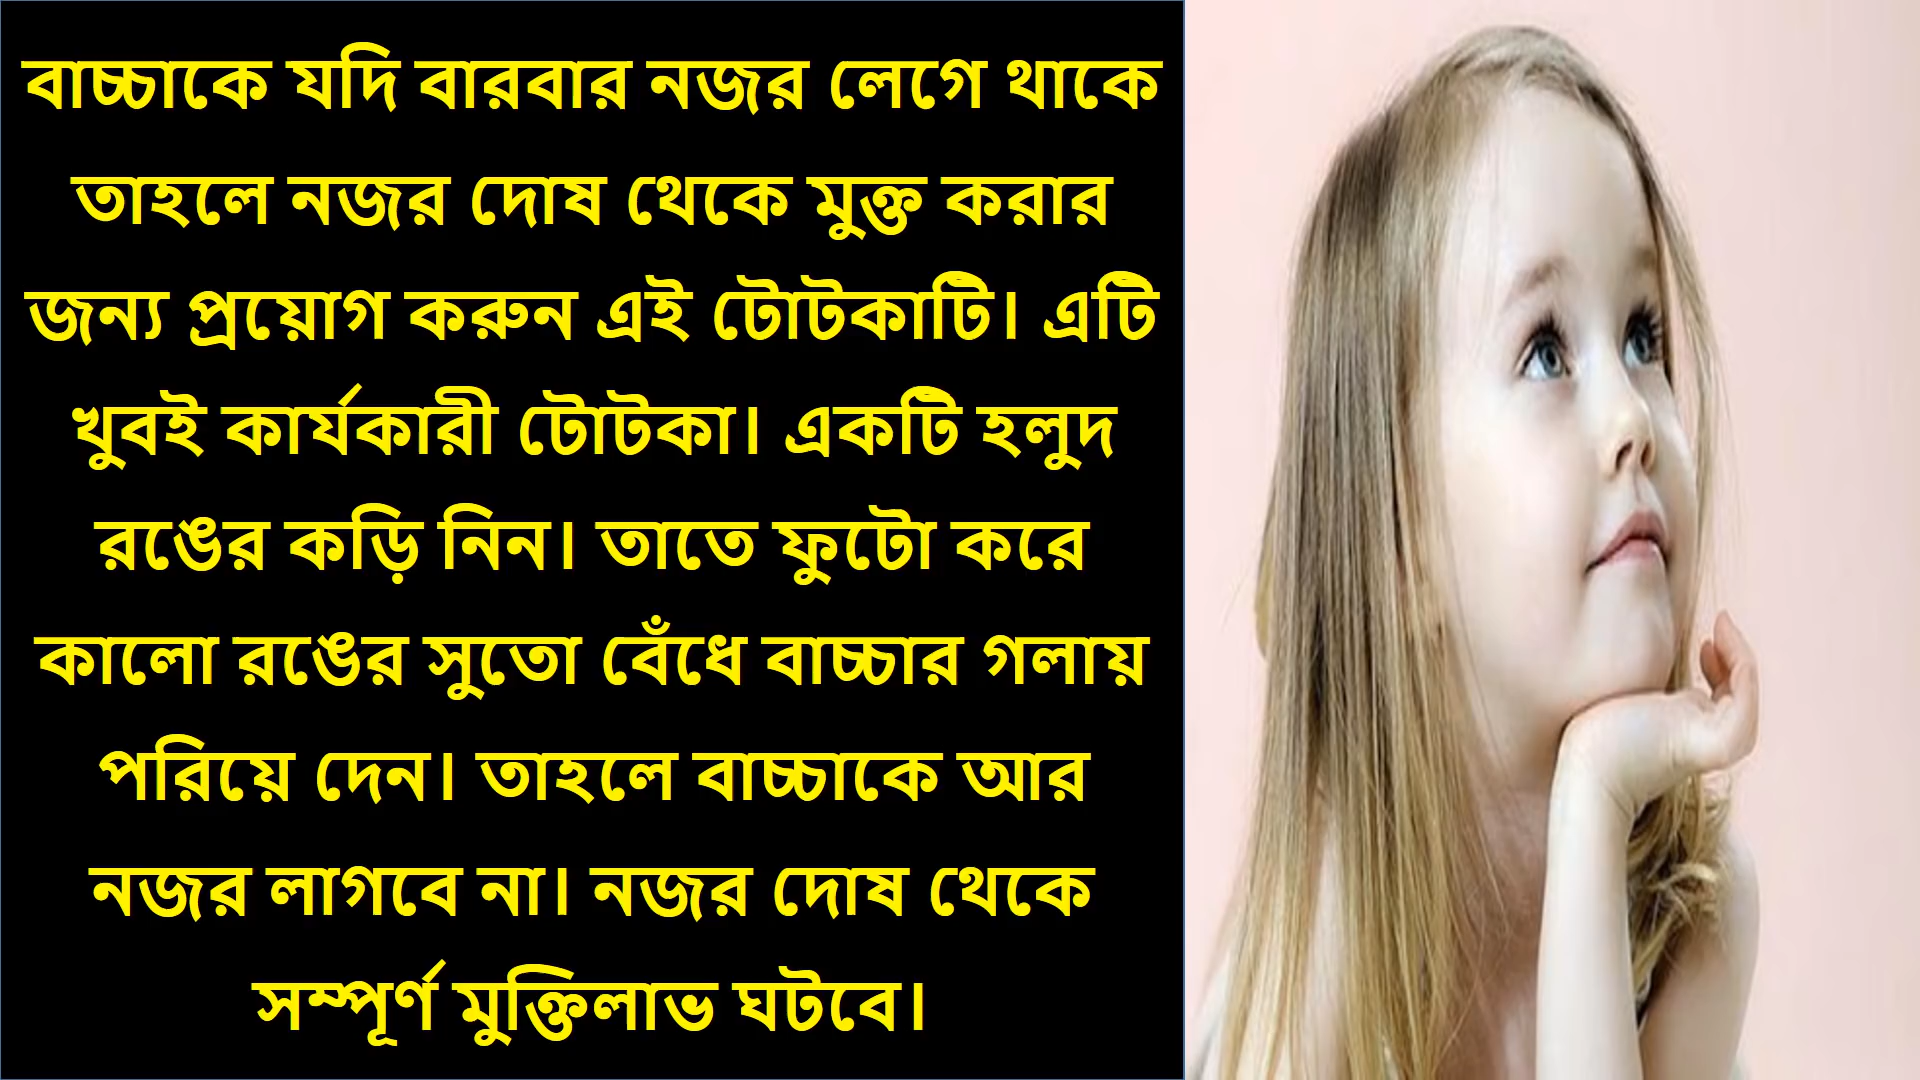 বাচ্চাকে যদি বারবার নজর লেগে থাকে
তাহলে নজর দোষ থেকে মুক্ত করার
জন্য প্রয়োগ করুন এই টোটকাটি। এটি
খুবই কার্যকারী টোটকা। একটি হলুদ
রঙের কড়ি নিন। তাতে ফুটো করে
কালো রঙের সুতো বেঁধে বাচ্চার গলায়
পরিয়ে দেন। তাহলে বাচ্চাকে আর
নজর লাগবে না। নজর দোষ থেকে
সম্পূর্ণ মুক্তিলাভ ঘটবে।